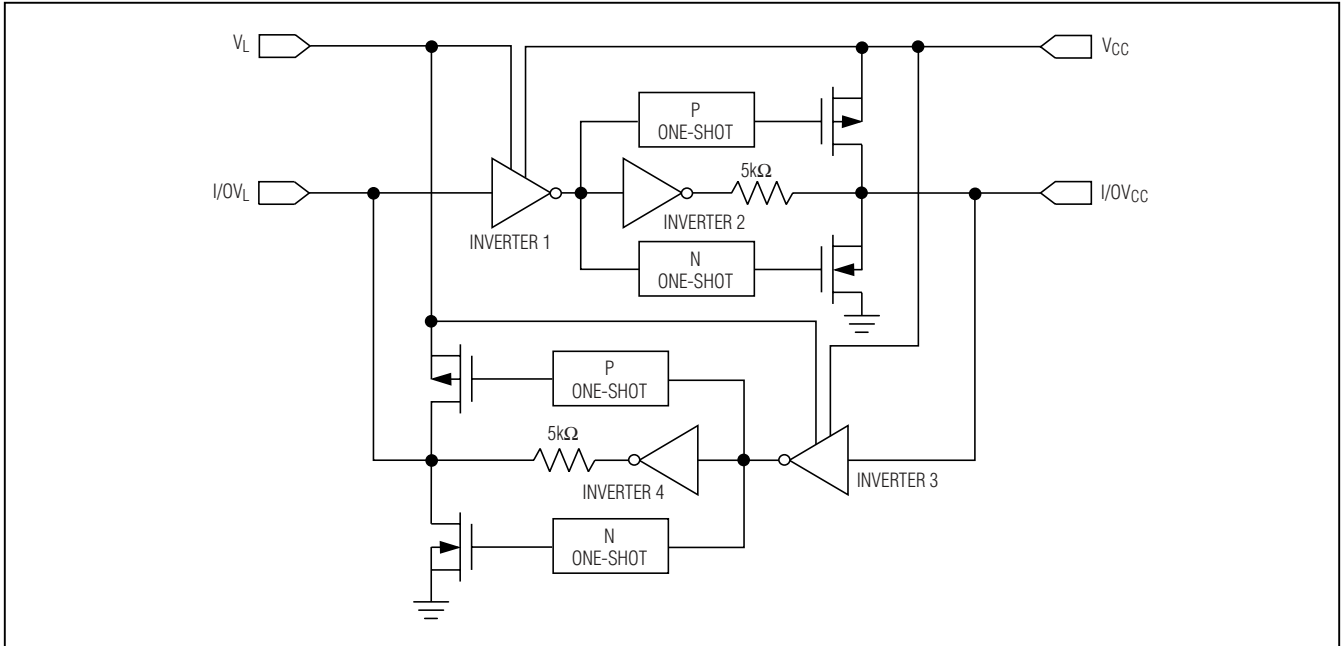 VL
VCC
P
ONE-SHOT
5kΩ
I/OVL
I/OVCC
INVERTER 1
INVERTER 2
N
ONE-SHOT
P
ONE-SHOT
5kΩ
INVERTER 4
INVERTER 3
N
ONE-SHOT